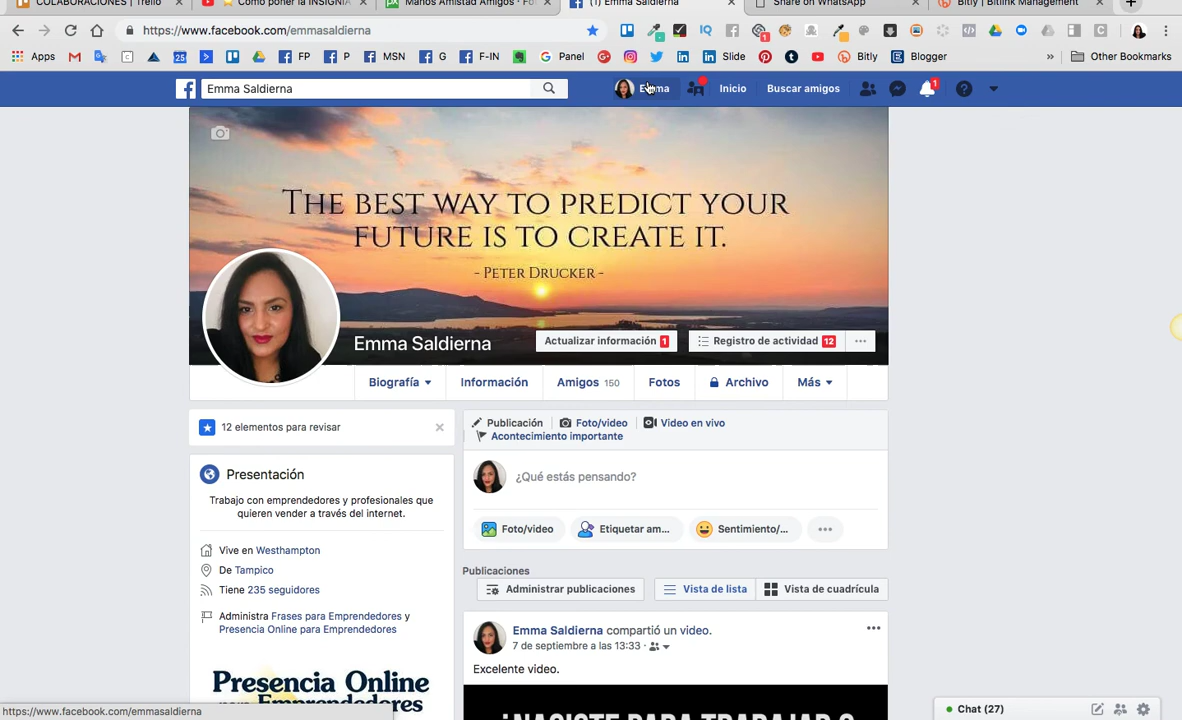 COLABORACIONES | Trello
Como poner la INSIGNIA
Manos Amistad Amigos · Fo
(1) Emma Saldierna
Share on WhatsApp
Bitly | Bitlink Management
https://www.facebook.com/emmasaldierna
Apps
FP
P
MSN
G
F-IN
Panel
Slide
Bitly
Blogger
»
Other Bookmarks
Emma Saldierna
Emma
Inicio
Buscar amigos
1
THE BEST WAY TO PREDICT YOUR
FUTURE IS TO CREATE IT.
- PETER DRUCKER -
Emma Saldierna
Actualizar información 1
Registro de actividad 12
Biografía
Información
Amigos 150
Fotos
Archivo
Más
12 elementos para revisar
Presentación
Trabajo con emprendedores y profesionales que
quieren vender a través del internet.
Vive en Westhampton
De Tampico
Tiene 235 seguidores
Administra Frases para Emprendedores y
Presencia Online para Emprendedores
Presencia Online
Publicación
Foto/video
Video en vivo
Acontecimiento importante
¿Qué estás pensando?
Foto/video
Etiquetar am...
Sentimiento/...
Publicaciones
Administrar publicaciones
Vista de lista
Vista de cuadrícula
Emma Saldierna compartió un video.
7 de septiembre a las 13:33 ·
Excelente video.
¿NACISTE PARA TRABAJAR O
https://www.facebook.com/emmasaldierna
Chat (27)